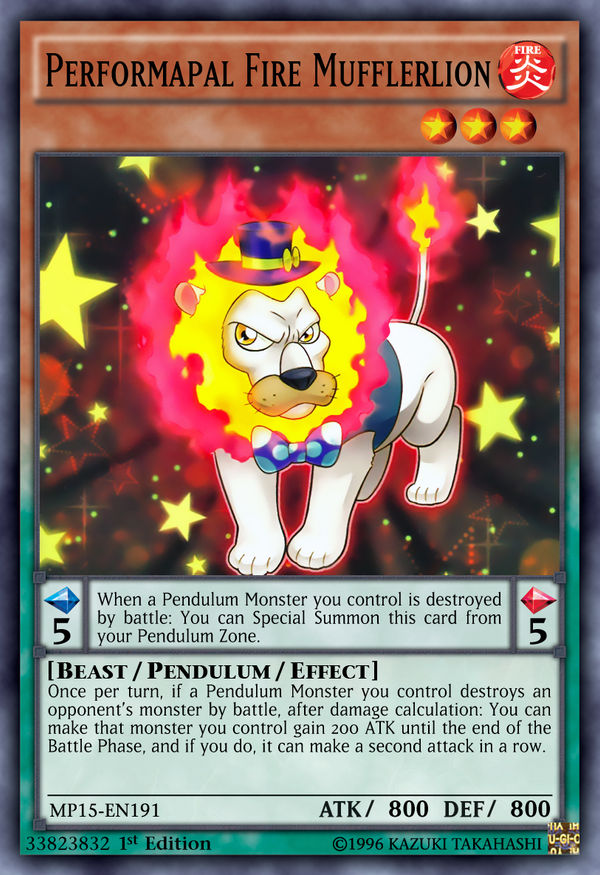 Performapal Fire Mufflerlion
FIRE
炎
When a Pendulum Monster you control is destroyed
by battle: You can Special Summon this card from
your Pendulum Zone.
5
5
[Beast / Pendulum / Effect]
Once per turn, if a Pendulum Monster you control destroys an
opponent's monster by battle, after damage calculation: You can
make that monster you control gain 200 ATK until the end of the
Battle Phase, and if you do, it can make a second attack in a row.
ATK/ 800 DEF/ 800
MP15-EN191
33823832 1st Edition
©1996 KAZUKI TAKAHASHI